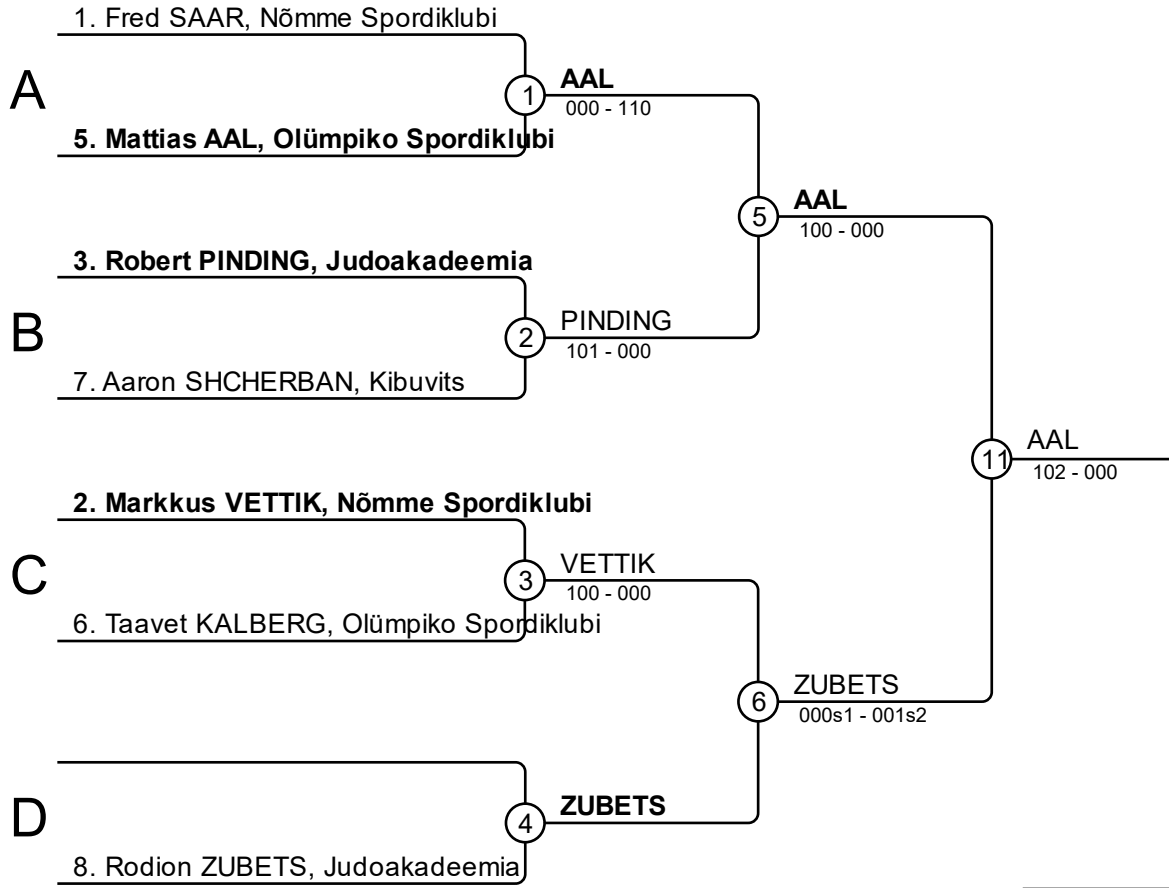 1. Fred SAAR, Nõmme Spordiklubi
A
1
AAL
000 - 110
5. Mattias AAL, Olümpiko Spordiklubi
5
AAL
100 - 000
3. Robert PINDING, Judoakadeemia
B
2
PINDING
101 - 000
7. Aaron SHCHERBAN, Kibuvits
11
AAL
102 - 000
2. Markkus VETTIK, Nõmme Spordiklubi
C
3
VETTIK
100 - 000
6. Taavet KALBERG, Olümpiko Spordiklubi
6
ZUBETS
000s1 - 001s2
D
4
ZUBETS
8. Rodion ZUBETS, Judoakadeemia